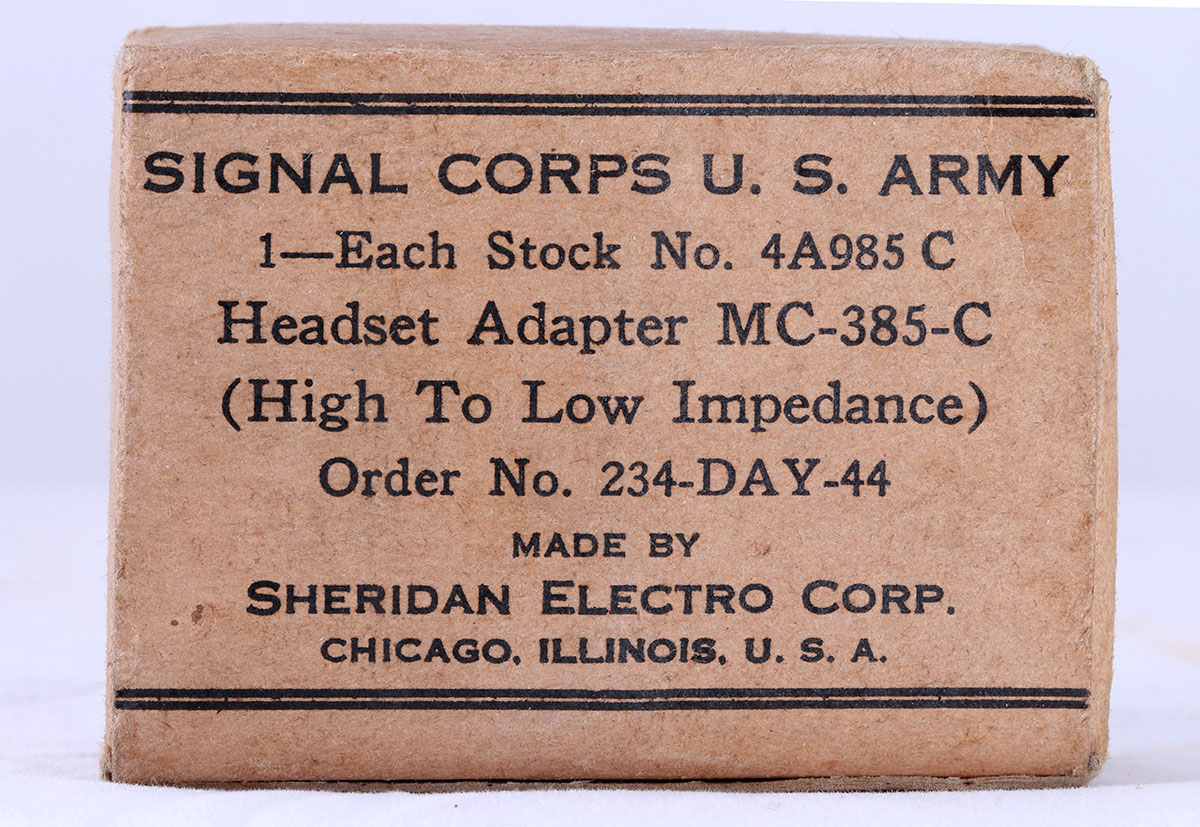 SIGNAL CORPS U. S. ARMY
1—Each Stock No. 4A985 C
Headset Adapter MC-385-C
(High To Low Impedance)
Order No. 234-DAY-44
MADE BY
SHERIDAN ELECTRO CORP.
CHICAGO, ILLINOIS, U. S. A.